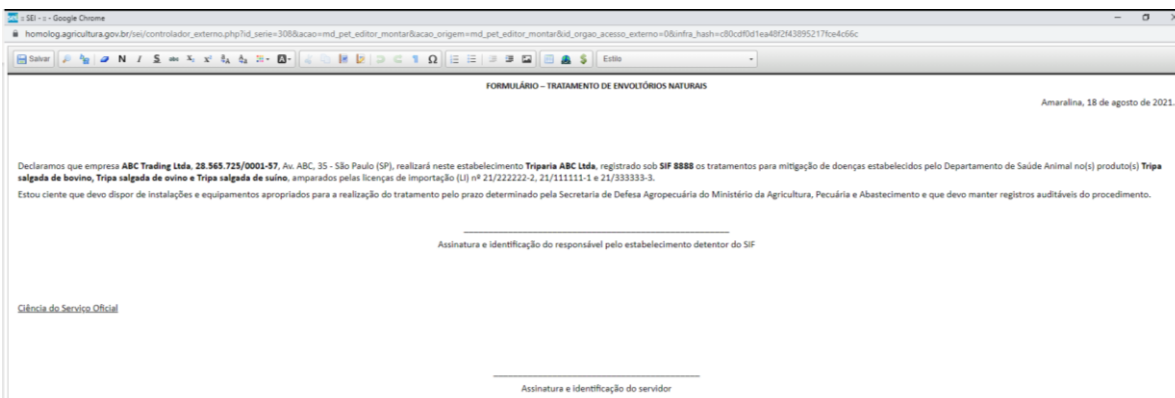 :: SEI - :: - Google Chrome
homolog.agricultura.gov.br/sei/controlador_externo.php?id_serie=308&acao=md_pet_editor_montar&acao_origem=md_pet_editor_montar&id_orgao_acesso_externo=0&infra_hash=c80cdf0d1ea48f2f43895217fce4c66c
Salvar N I S abc X₂ x² Ω $ Estilo
FORMULÁRIO – TRATAMENTO DE ENVOLTÓRIOS NATURAIS
Amaralina, 18 de agosto de 2021.
Declaramos que empresa ABC Trading Ltda, 28.565.725/0001-57, Av. ABC, 35 - São Paulo (SP), realizará neste estabelecimento Triparia ABC Ltda, registrado sob SIF 8888 os tratamentos para mitigação de doenças estabelecidos pelo Departamento de Saúde Animal no(s) produto(s) Tripa
salgada de bovino, Tripa salgada de ovino e Tripa salgada de suíno, amparados pelas licenças de importação (LI) nº 21/222222-2, 21/111111-1 e 21/333333-3.
Estou ciente que devo dispor de instalações e equipamentos apropriados para a realização do tratamento pelo prazo determinado pela Secretaria de Defesa Agropecuária do Ministério da Agricultura, Pecuária e Abastecimento e que devo manter registros auditáveis do procedimento.
Assinatura e identificação do responsável pelo estabelecimento detentor do SIF
Ciência do Serviço Oficial
Assinatura e identificação do servidor